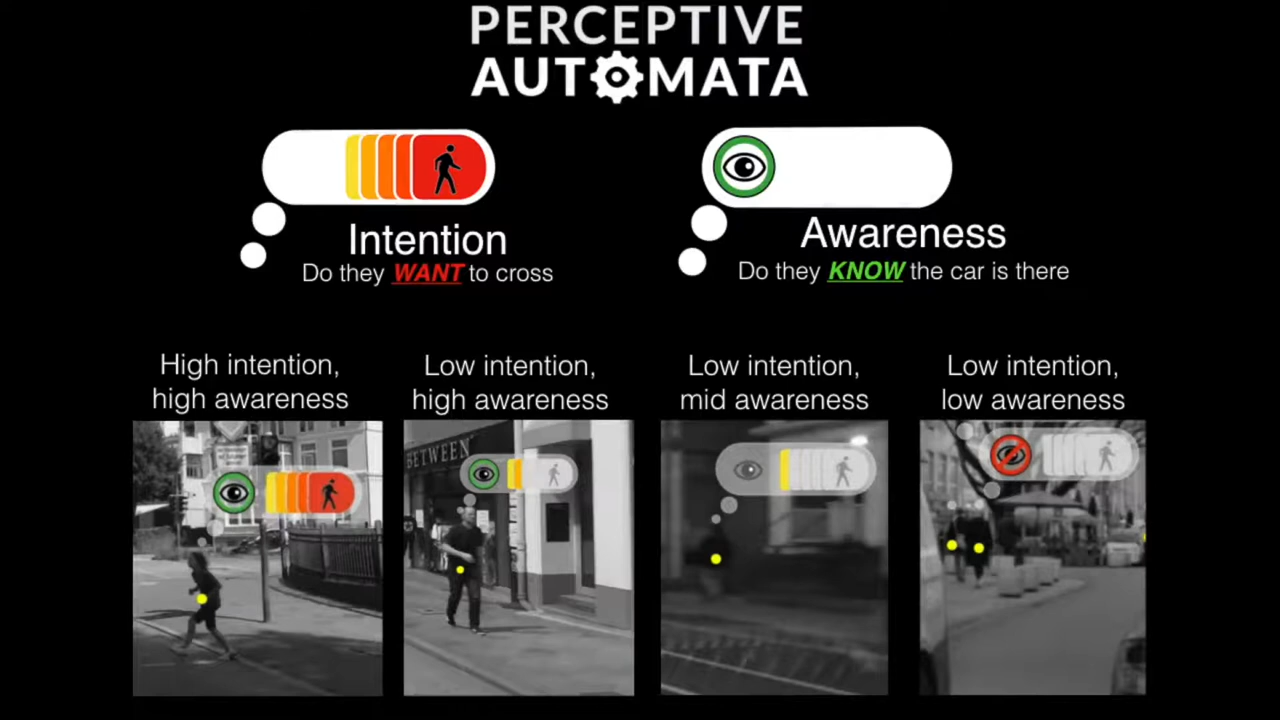 PERCEPTIVE
AUTOMATA
Intention
Do they WANT to cross
Awareness
Do they KNOW the car is there
High intention,
high awareness
Low intention,
high awareness
Low intention,
mid awareness
Low intention,
low awareness
BETWEEN